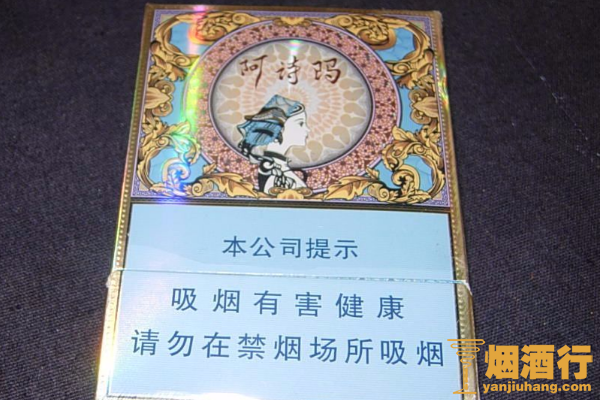 阿诗玛
本公司提示
吸烟有害健康
请勿在禁烟场所吸烟
烟酒行
yanjiuhang.com